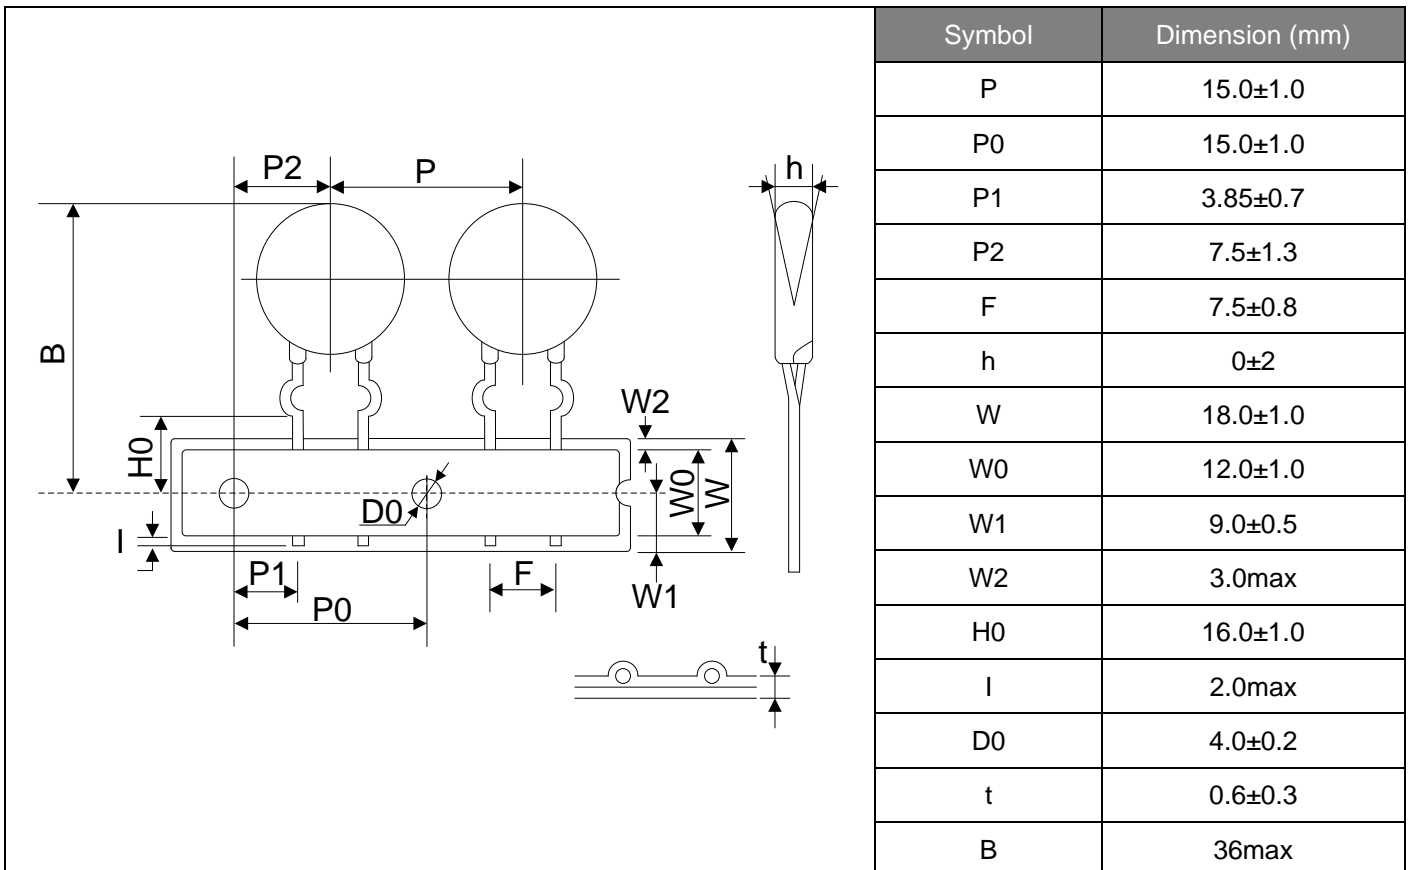 P2
P
h
B
W2
H0
W0
W
D0
I
P1
F
W1
P0
t
Symbol Dimension (mm)
P 15.0±1.0
P0 15.0±1.0
P1 3.85±0.7
P2 7.5±1.3
F 7.5±0.8
h 0±2
W 18.0±1.0
W0 12.0±1.0
W1 9.0±0.5
W2 3.0max
H0 16.0±1.0
I 2.0max
D0 4.0±0.2
t 0.6±0.3
B 36max